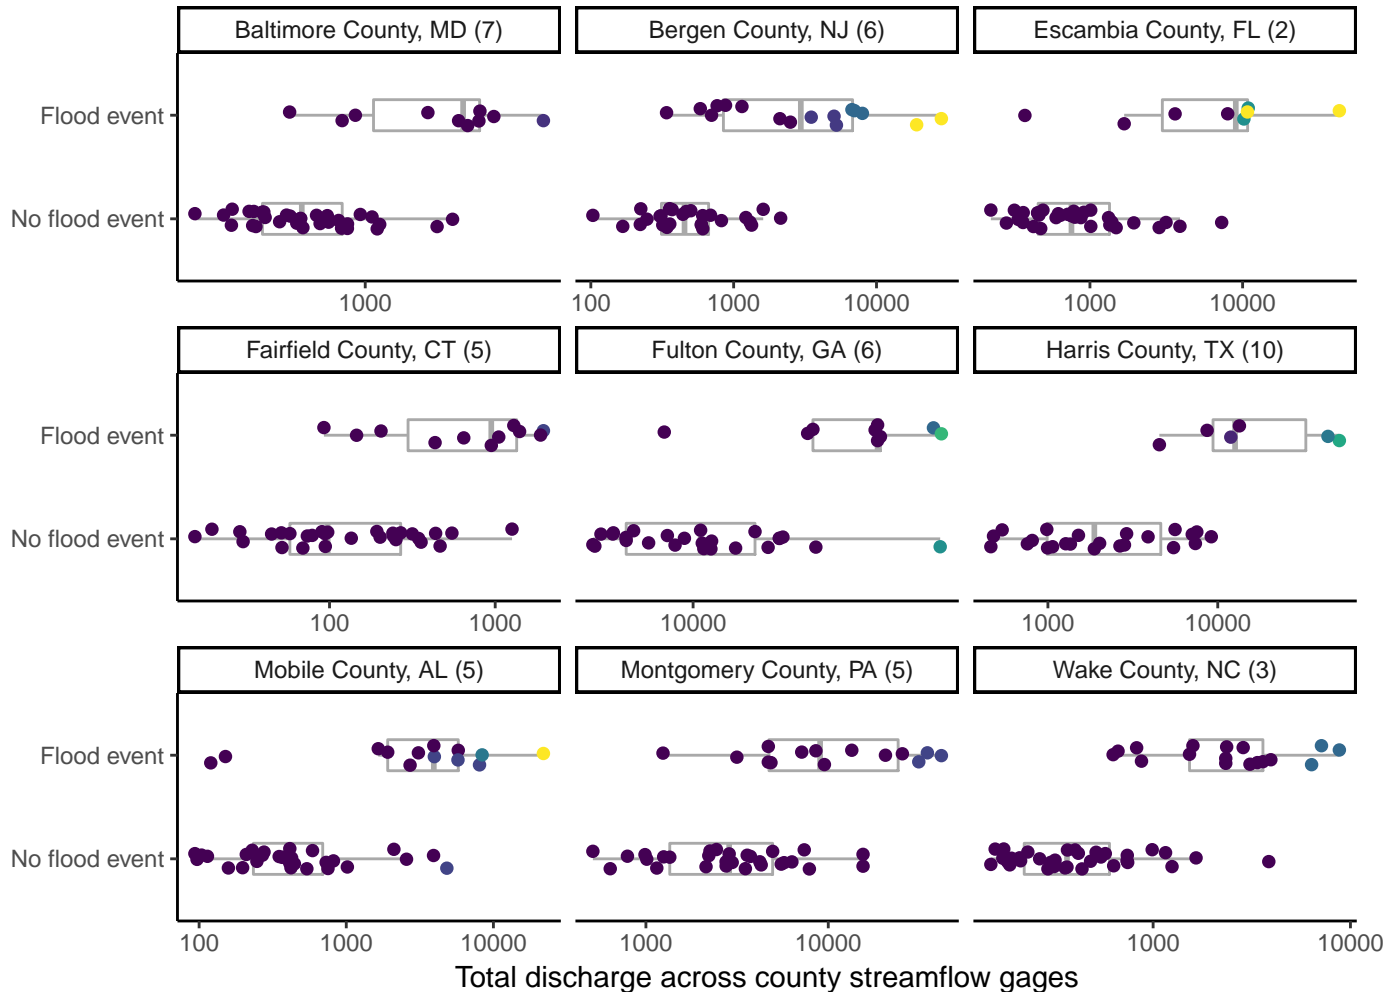 Baltimore County, MD (7)
Bergen County, NJ (6)
Escambia County, FL (2)
Flood event
No flood event
1000
100
1000
10000
1000
10000
Fairfield County, CT (5)
Fulton County, GA (6)
Harris County, TX (10)
Flood event
No flood event
100
1000
10000
1000
10000
Mobile County, AL (5)
Montgomery County, PA (5)
Wake County, NC (3)
Flood event
No flood event
100
1000
10000
1000
10000
1000
10000
Total discharge across county streamflow gages